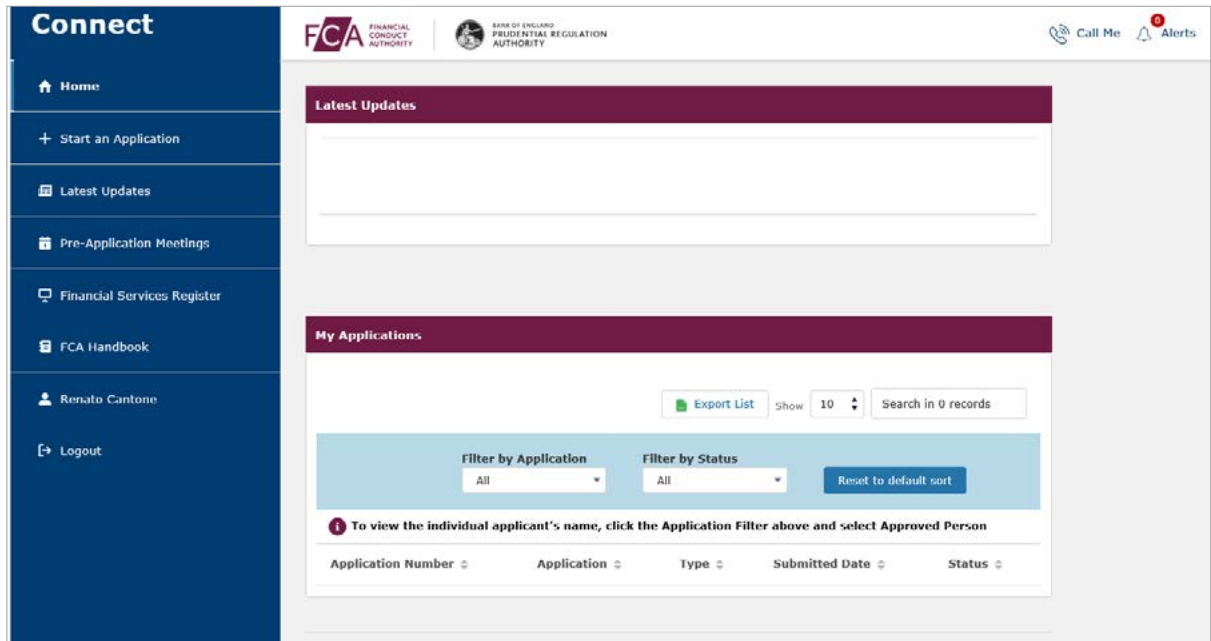 Connect
Home
Start an Application
Latest Updates
Pre-Application Meetings
Financial Services Register
FCA Handbook
Renato Cantone
Logout
FCA FINANCIAL
CONDUCT
AUTHORITY
BANK OF ENGLAND
PRUDENTIAL REGULATION
AUTHORITY
Call Me
0
Alerts
Latest Updates
My Applications
Export List Show 10 Search in 0 records
Filter by Application Filter by Status
All All Reset to default sort
i To view the individual applicant's name, click the Application Filter above and select Approved Person
Application Number Application Type Submitted Date Status